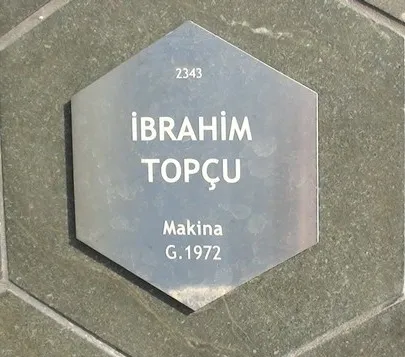 2343
İBRAHİM
TOPÇU
Makina
G.1972